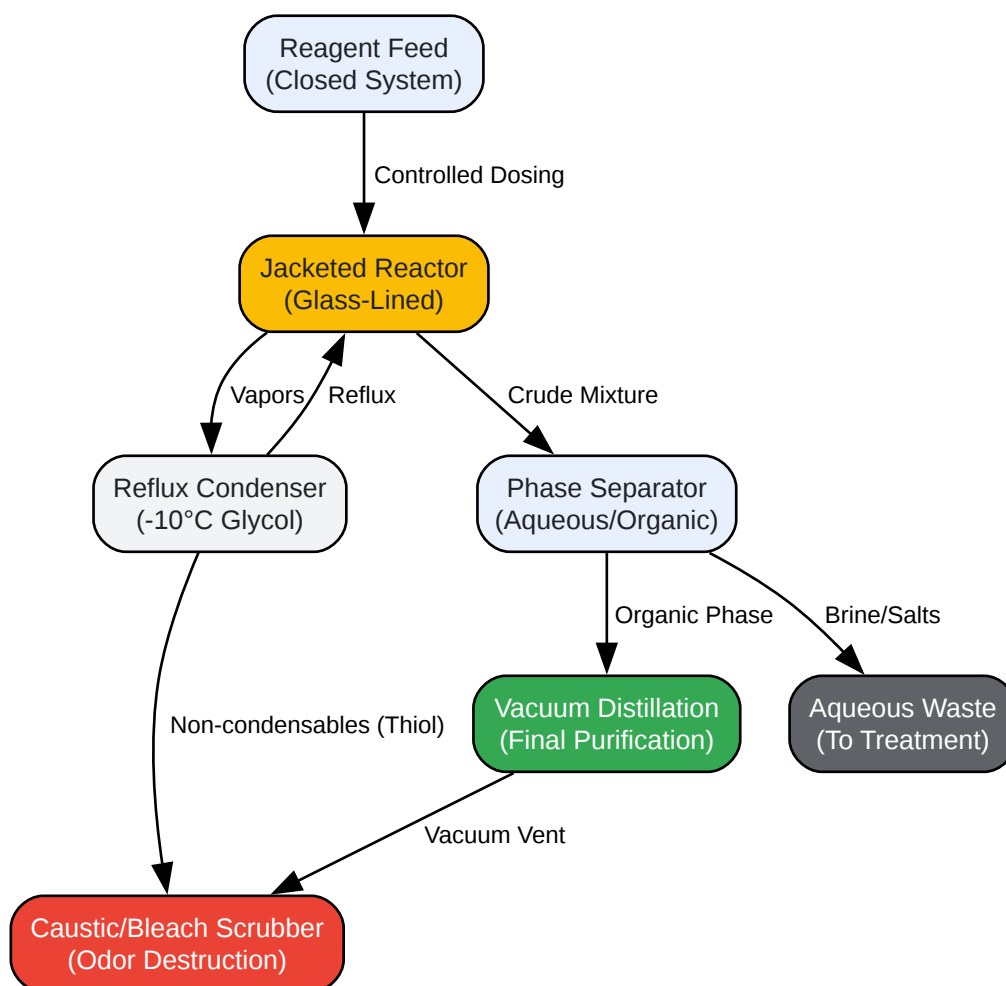 Reagent Feed
(Closed System)
Controlled Dosing
Jacketed Reactor
(Glass-Lined)
Vapors
Reflux
Crude Mixture
Reflux Condenser
(-10°C Glycol)
Phase Separator
(Aqueous/Organic)
Organic Phase
Brine/Salts
Non-condensables (Thiol)
Vacuum Distillation
(Final Purification)
Aqueous Waste
(To Treatment)
Vacuum Vent
Caustic/Bleach Scrubber
(Odor Destruction)